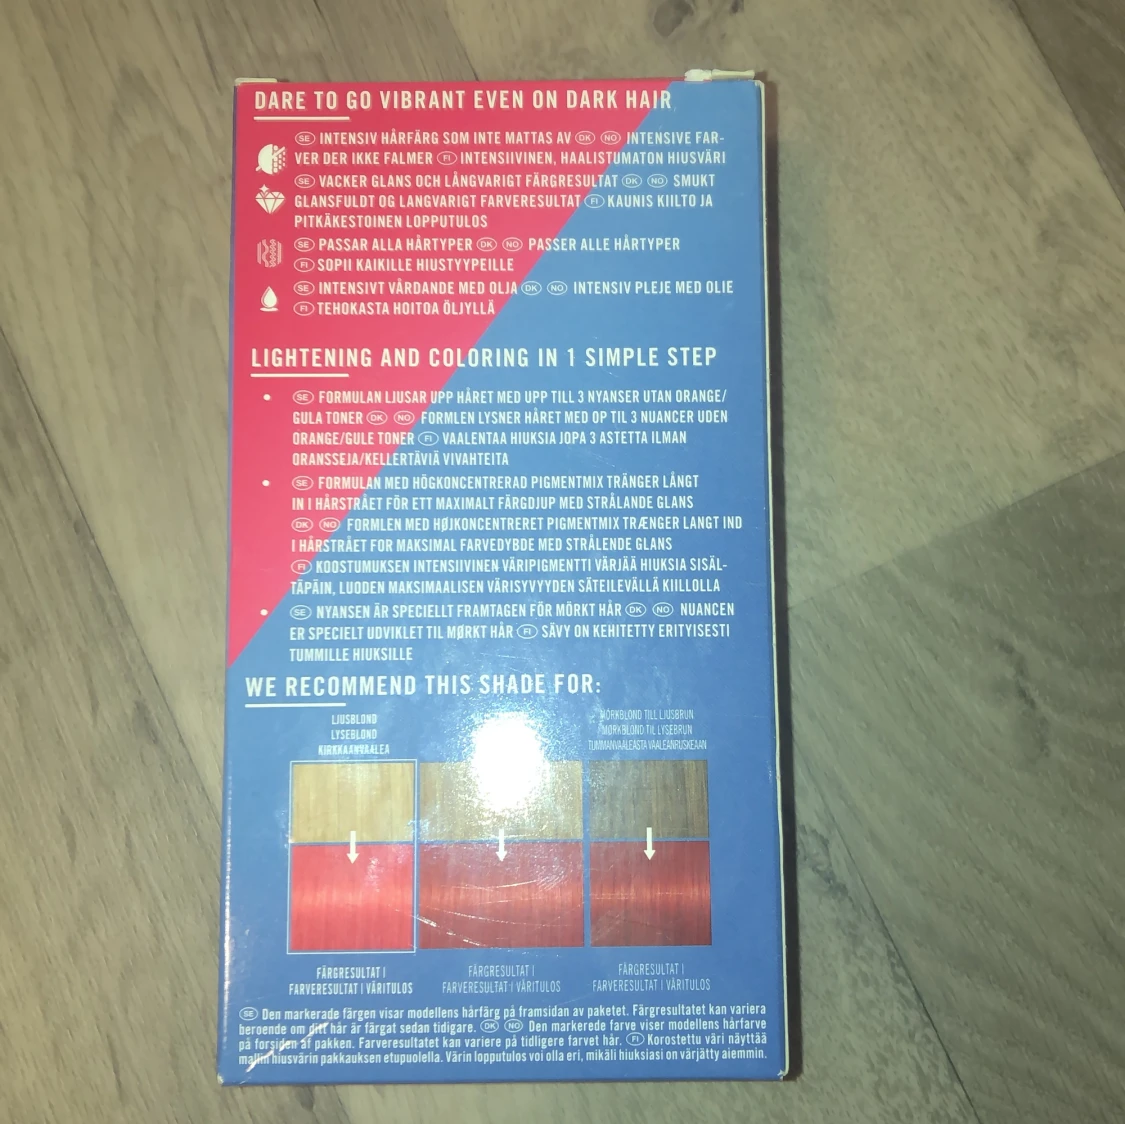 DARE TO GO VIBRANT EVEN ON DARK HAIR
SE INTENSIV HÅRFÄRG SOM INTE MATTAS AV DK NO INTENSIVE FAR-
VER DER IKKE FALMER FI INTENSIIVINEN, HAALISTUMATON HIUSVÄRI
SE VACKER GLANS OCH LÅNGVARIGT FÄRGRESULTAT DK NO SMUKT
GLANSFULDT OG LANGVARIGT FARVERESULTAT FI KAUNIS KIILTO JA
PITKÄKESTOINEN LOPPUTULOS
SE PASSAR ALLA HÅRTYPER DK NO PASSER ALLE HÅRTYPER
FI SOPII KAIKILLE HIUSTYYPEILLE
SE INTENSIVT VÅRDANDE MED OLJA DK NO INTENSIV PLEJE MED OLIE
FI TEHOKASTA HOITOA ÖLJYLLÄ
LIGHTENING AND COLORING IN 1 SIMPLE STEP
• SE FORMULAN LJUSAR UPP HÅRET MED UPP TILL 3 NYANSER UTAN ORANGE/
GULA TONER DK NO FORMLEN LYSNER HÅRET MED OP TIL 3 NUANCER UDEN
ORANGE/GULE TONER FI VAALENTAA HIUKSIA JOPA 3 ASTETTA ILMAN
ORANSSEJA/KELLERTÄVIÄ VIVAHTEITA
• SE FORMULAN MED HÖGKONCENTRERAD PIGMENTMIX TRÄNGER LÅNGT
IN I HÅRSTRÅET FÖR ETT MAXIMALT FÄRGDJUP MED STRÅLANDE GLANS
DK NO FORMLEN MED HØJKONCENTRERET PIGMENTMIX TRÆNGER LANGT IND
I HÅRSTRÅET FOR MAKSIMAL FARVEDYBDE MED STRÅLENDE GLANS
FI KOOSTUMUKSEN INTENSIIVINEN VÄRIPIGMENTTI VÄRJÄÄ HIUKSIA SISÄL-
TÄPÄIN, LUODEN MAKSIMAALISEN VÄRISYVYYDEN SÄTEILEVÄLLÄ KIILLOLLA
• SE NYANSEN ÄR SPECIELLT FRAMTAGEN FÖR MÖRKT HÅR DK NO NUANCEN
ER SPECIELT UDVIKLET TIL MØRKT HÅR FI SÄVY ON KEHITETTY ERITYISESTI
TUMMILLE HIUKSILLE
WE RECOMMEND THIS SHADE FOR:
LJUSBLOND
LYSEBLOND
KIRKKAANVAALEA
MÖRKBLOND TILL LJUSBRUN
MØRKBLOND TIL LYSEBRUN
TUMMANVAALEASTA VAALEANRUSKEAAN
FÄRGRESULTAT I
FARVERESULTAT I VÄRITULOS
FÄRGRESULTAT I
FARVERESULTAT I VÄRITULOS
FÄRGRESULTAT I
FARVERESULTAT I VÄRITULOS
SE Den markerade färgen visar modellens hårfärg på framsidan av paketet. Färgresultatet kan variera
beroende om ditt hår är färgat sedan tidigare. DK NO Den markerede farve viser modellens hårfarve
på forsiden af pakken. Farveresultatet kan variere på tidligere farvet hår. FI Korostettu väri näyttää
mallin hiusvärin pakkauksen etupuolella. Värin lopputulos voi olla eri, mikäli hiuksiasi on värjätty aiemmin.